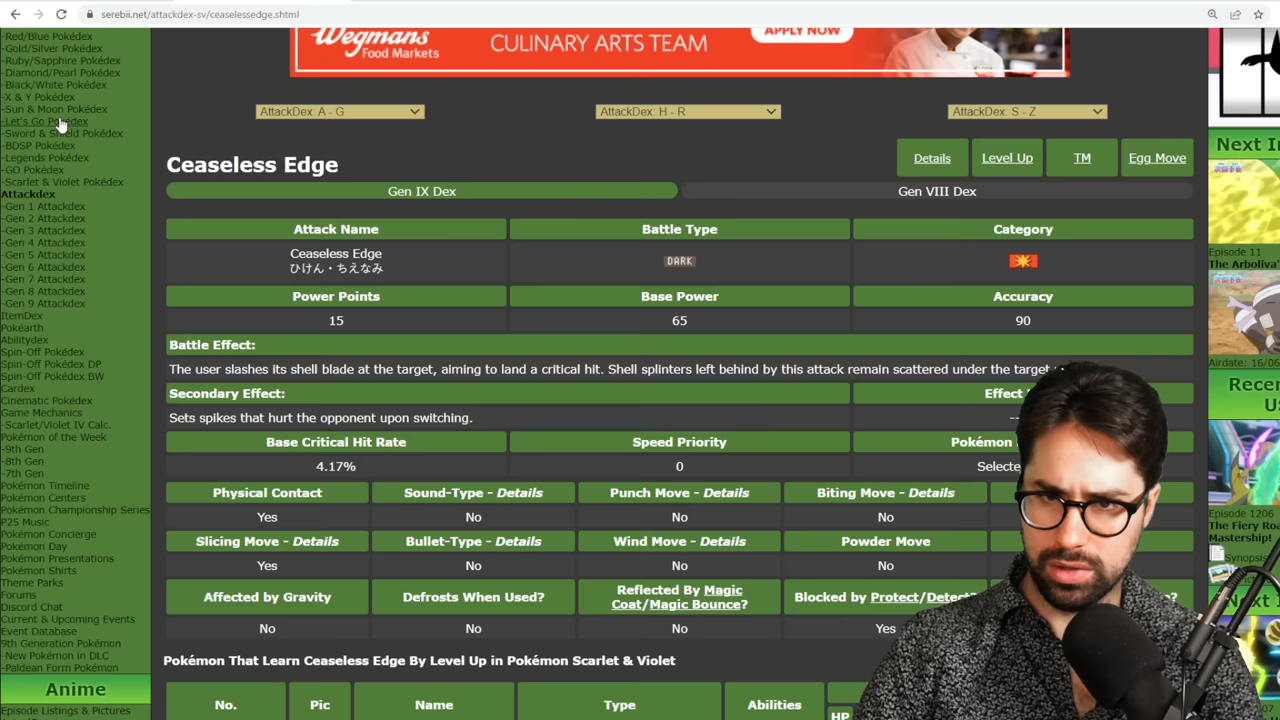 serebii.net/attackdex-sv/ceaselessedge.shtml
-Red/Blue Pokédex
-Gold/Silver Pokédex
-Ruby/Sapphire Pokédex
-Diamond/Pearl Pokédex
-Black/White Pokédex
-X & Y Pokédex
-Sun & Moon Pokédex
-Let's Go Pokédex
-Sword & Shield Pokédex
-BDSP Pokédex
-Legends Pokédex
-GO Pokédex
-Scarlet & Violet Pokédex
Attackdex
-Gen 1 Attackdex
-Gen 2 Attackdex
-Gen 3 Attackdex
-Gen 4 Attackdex
-Gen 5 Attackdex
-Gen 6 Attackdex
-Gen 7 Attackdex
-Gen 8 Attackdex
-Gen 9 Attackdex
ItemDex
Pokéarth
Abilitydex
Spin-Off Pokédex
Spin-Off Pokédex DP
Spin-Off Pokédex BW
Cardex
Cinematic Pokédex
Game Mechanics
-Scarlet/Violet IV Calc.
Pokémon of the Week
-9th Gen
-8th Gen
-7th Gen
Pokémon Timeline
Pokémon Centers
Pokémon Championship Series
P25 Music
Pokémon Concierge
Pokémon Day
Pokémon Presentations
Pokémon Shirts
Theme Parks
Forums
Discord Chat
Current & Upcoming Events
Event Database
9th Generation Pokémon
-New Pokémon in DLC
-Paldean Form Pokémon
Anime
Episode Listings & Pictures
Wegmans
Food Markets
CULINARY ARTS TEAM
APPLY NOW
AttackDex: A - G
AttackDex: H - R
AttackDex: S - Z
Ceaseless Edge
Details
Level Up
TM
Egg Move
Gen IX Dex
Gen VIII Dex
Attack Name
Battle Type
Category
Ceaseless Edge
ひけん・ちえなみ
DARK
Power Points
Base Power
Accuracy
15
65
90
Battle Effect:
The user slashes its shell blade at the target, aiming to land a critical hit. Shell splinters left behind by this attack remain scattered under the target
Secondary Effect:
Effect
Sets spikes that hurt the opponent upon switching.
--
Base Critical Hit Rate
Speed Priority
Pokémon
4.17%
0
Physical Contact
Sound-Type - Details
Punch Move - Details
Biting Move - Details
Yes
No
No
No
Slicing Move - Details
Bullet-Type - Details
Wind Move - Details
Powder Move
Yes
No
No
No
Affected by Gravity
Defrosts When Used?
Reflected By Magic
Coat/Magic Bounce?
Blocked by Protect/Detect?
No
No
No
Yes
Pokémon That Learn Ceaseless Edge By Level Up in Pokémon Scarlet & Violet
No.
Pic
Name
Type
Abilities
HP
Next
Episode 11
The Arboliva'
Airdate: 16/06
Episode 1206
The Fiery Roa
Mastership!
Synopsis
Next